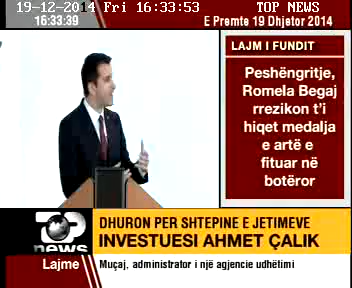 19-12-2014 Fri 16:33:53 TOP NEWS
16:33:39
E Premte 19 Dhjetor 2014
LAJM I FUNDIT
Peshëngritje,
Romela Begaj
rrezikon t'i
hiqet medalja
e artë e
fituar në
botëror
DHURON PER SHTEPINE E JETIMEVE
INVESTUESI AHMET ÇALIK
news
Lajme
Muçaj, administrator i një agjencie udhëtimi